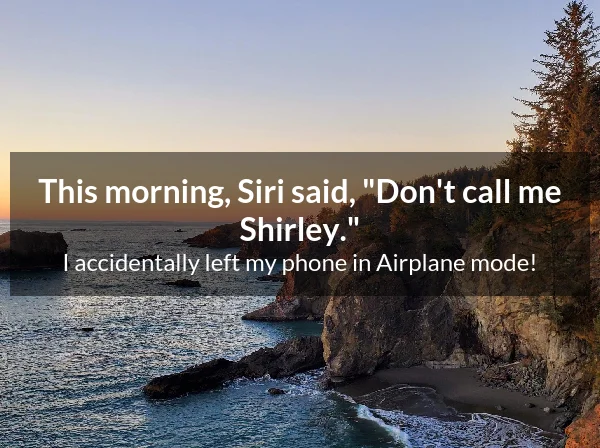 This morning, Siri said, "Don't call me
Shirley."
I accidentally left my phone in Airplane mode!